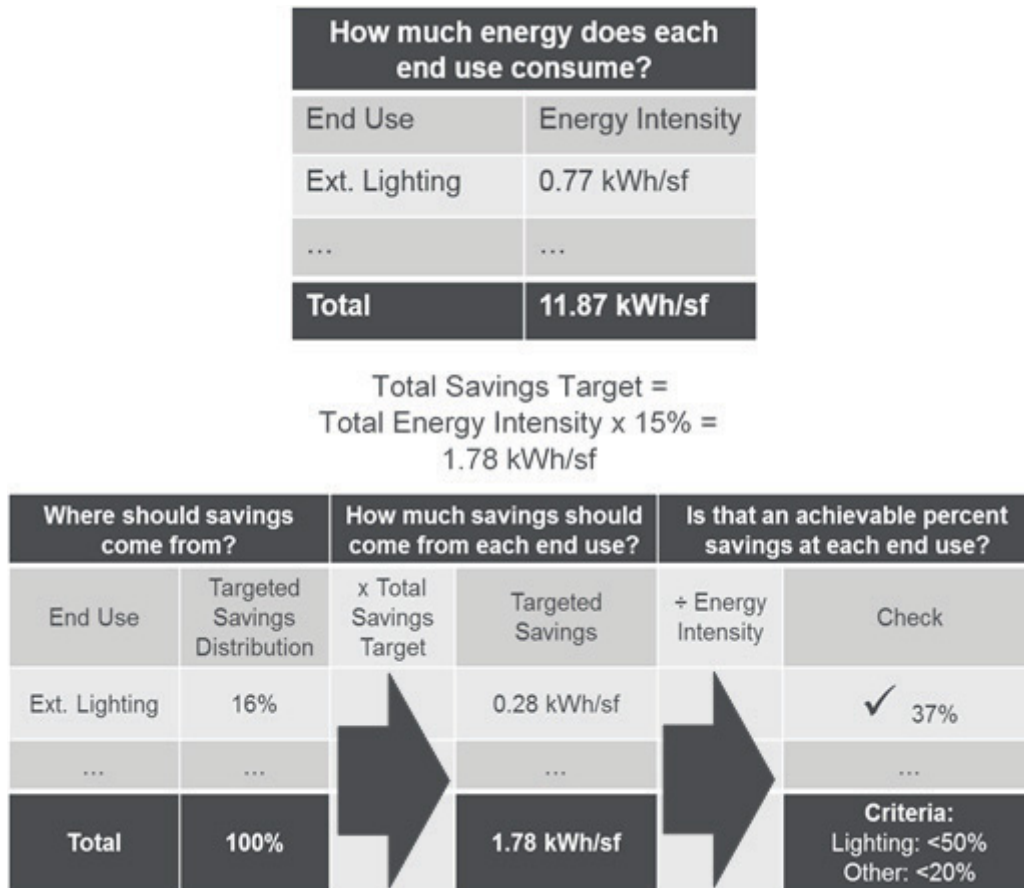 How much energy does each
end use consume?
End Use Energy Intensity
Ext. Lighting 0.77 kWh/sf
... ...
Total 11.87 kWh/sf
Total Savings Target =
Total Energy Intensity x 15% =
1.78 kWh/sf
Where should savings
come from?
How much savings should
come from each end use?
Is that an achievable percent
savings at each end use?
End Use
Targeted
Savings
Distribution
x Total
Savings
Target
Targeted
Savings
÷ Energy
Intensity
Check
Ext. Lighting 16% 0.28 kWh/sf ✓ 37%
... ... ... ...
Total 100% 1.78 kWh/sf
Criteria:
Lighting: <50%
Other: <20%